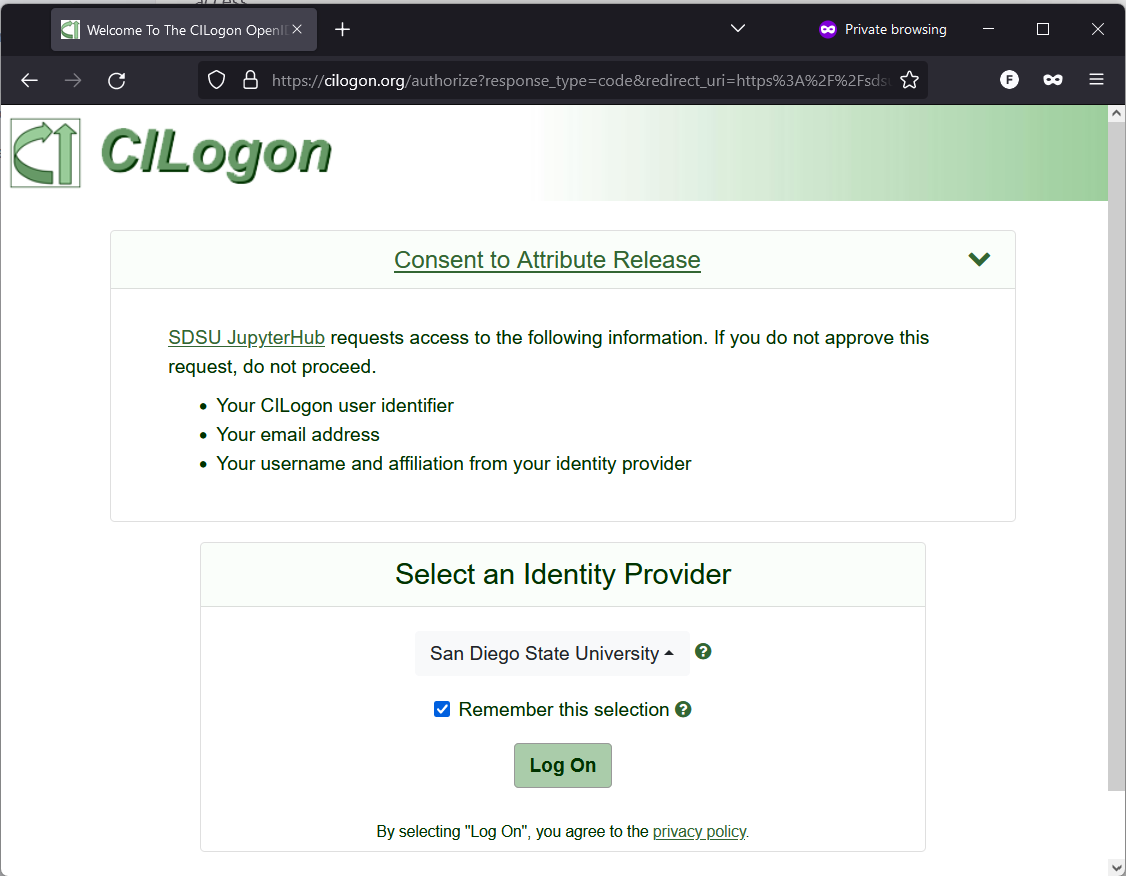 Welcome To The CILogon OpenID
Private browsing
https://cilogon.org/authorize?response_type=code&redirect_uri=https%3A%2F%2Fsdsu
F
CILogon
Consent to Attribute Release
SDSU JupyterHub requests access to the following information. If you do not approve this
request, do not proceed.
• Your CILogon user identifier
• Your email address
• Your username and affiliation from your identity provider
Select an Identity Provider
San Diego State University
Remember this selection
Log On
By selecting "Log On", you agree to the privacy policy.